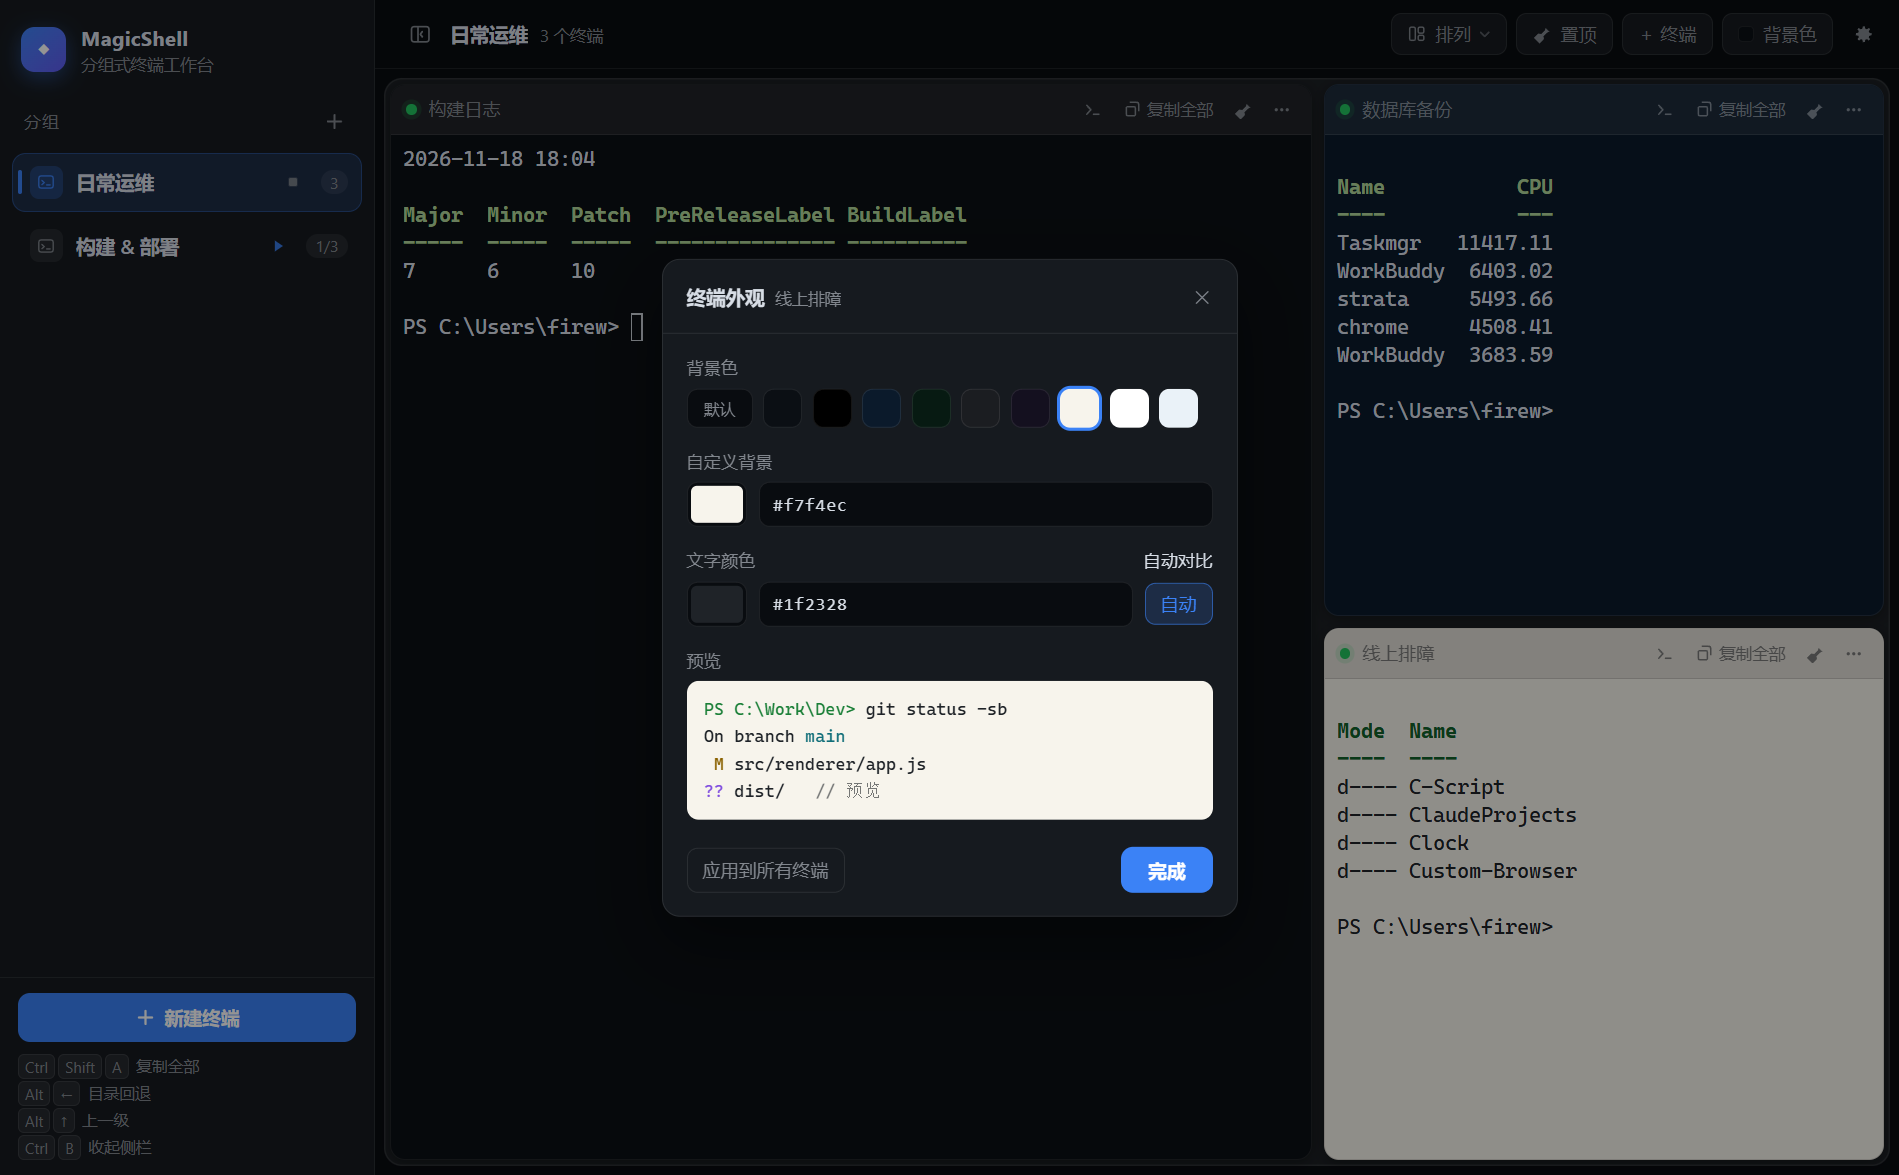 MagicShell
分组式终端工作台
分组
日常运维 3
构建 & 部署 1/3
新建终端
Ctrl Shift A 复制全部
Alt ← 目录回退
Alt ↑ 上一级
Ctrl B 收起侧栏
日常运维 3 个终端
排列
置顶
+ 终端
背景色
构建日志
复制全部
2026-11-18 18:04
Major Minor Patch PreReleaseLabel BuildLabel
----- ----- ----- --------------- ----------
7 6 10
PS C:\Users\firew>
数据库备份
复制全部
Name CPU
---- ---
Taskmgr 11417.11
WorkBuddy 6403.02
strata 5493.66
chrome 4508.41
WorkBuddy 3683.59
PS C:\Users\firew>
线上排障
复制全部
Mode Name
---- ----
d---- C-Script
d---- ClaudeProjects
d---- Clock
d---- Custom-Browser
PS C:\Users\firew>
终端外观 线上排障
背景色
默认
自定义背景
#f7f4ec
文字颜色 自动对比
#1f2328 自动
预览
PS C:\Work\Dev> git status -sb
On branch main
M src/renderer/app.js
?? dist/ // 预览
应用到所有终端
完成